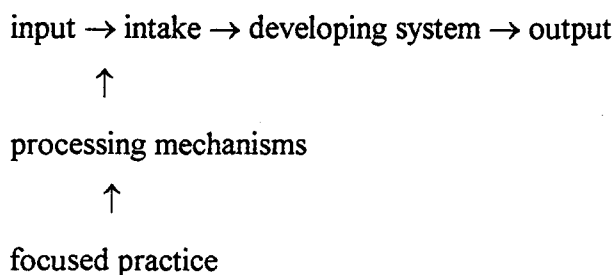 input → intake → developing system → output
↑
processing mechanisms
↑
focused practice